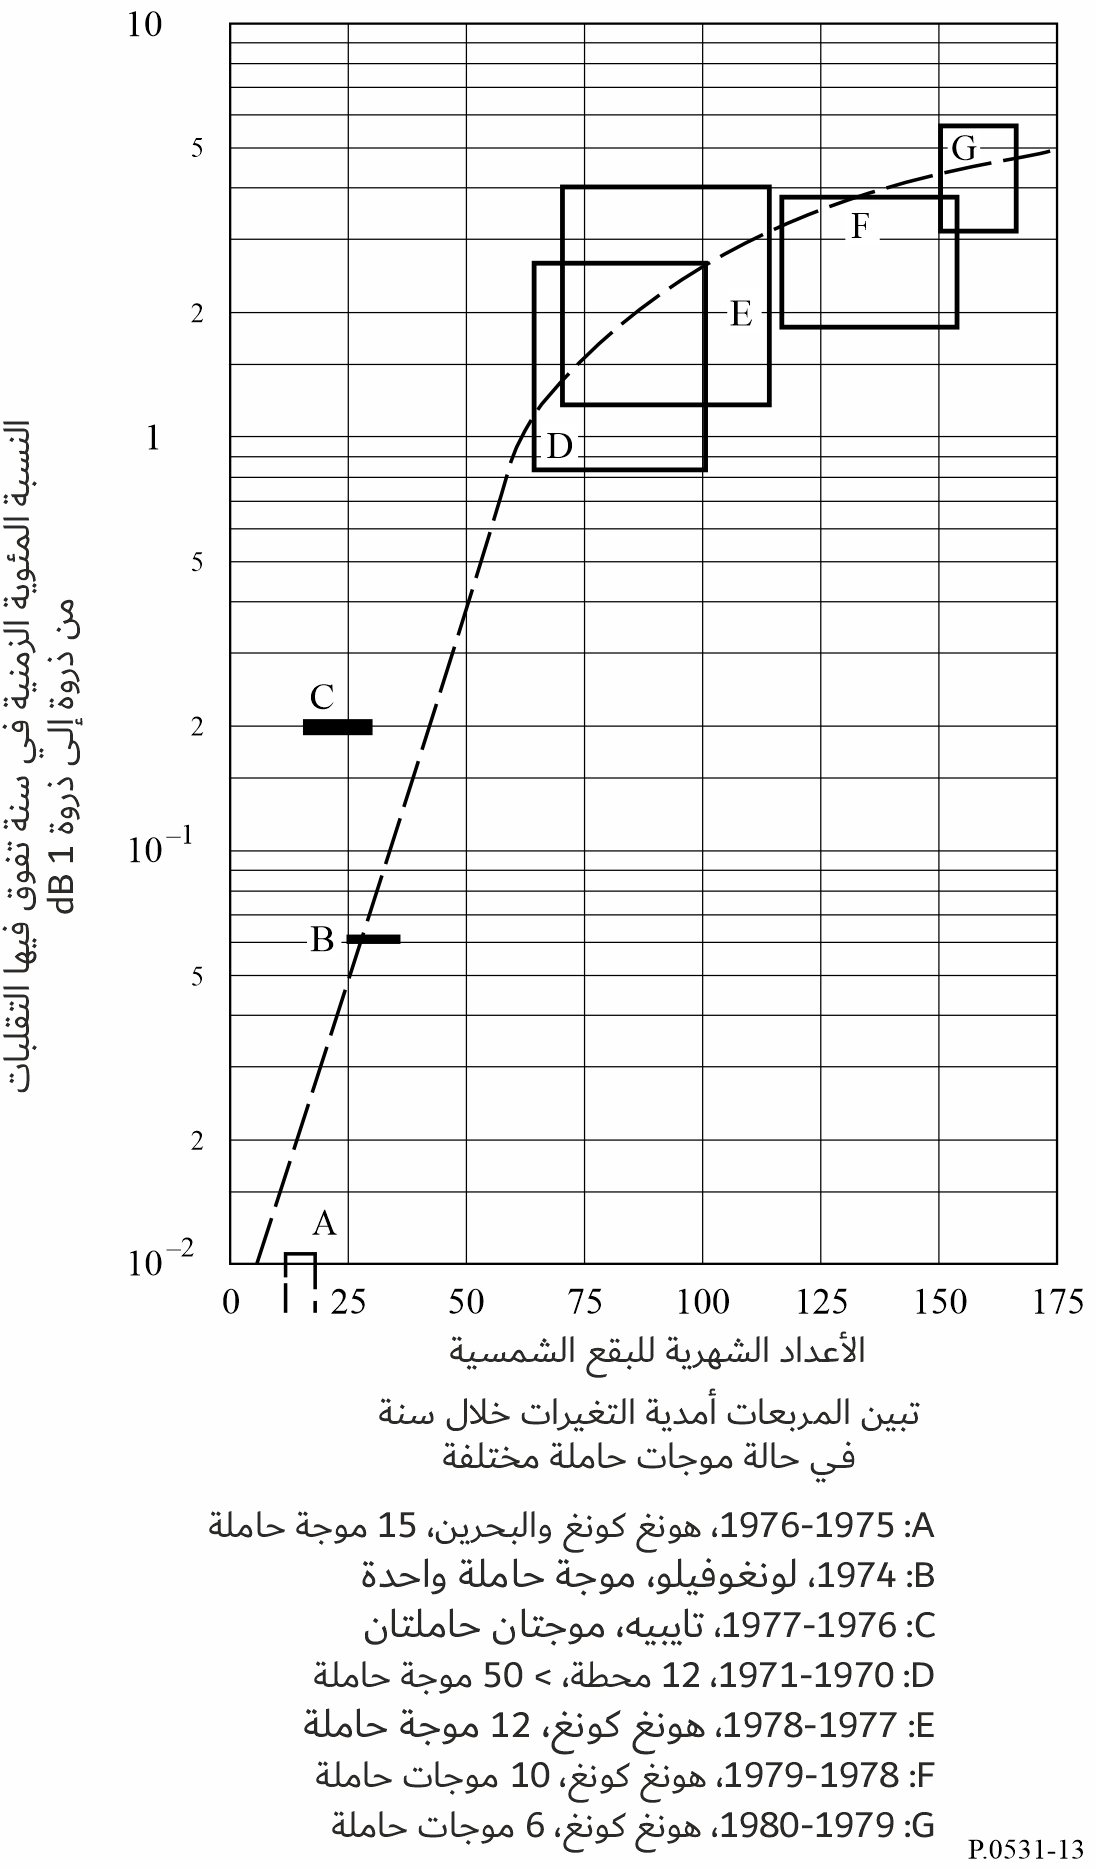 10
5
2
1
5
2
10–1
5
2
10–2
النسبة المئوية الزمنية في سنة تفوق فيها التقلبات
من ذروة إلى ذروة 1 dB
G
F
E
D
C
B
A
0 25 50 75 100 125 150 175
الأعداد الشهرية للبقع الشمسية
تبين المربعات أمدية التغيرات خلال سنة
في حالة موجات حاملة مختلفة
A: 1976-1975، هونغ كونغ والبحرين، 15 موجة حاملة
B: 1974، لونغوفيلو، موجة حاملة واحدة
C: 1977-1976، تايبيه، موجتان حاملتان
D: 1971-1970، 12 محطة، > 50 موجة حاملة
E: 1978-1977، هونغ كونغ، 12 موجة حاملة
F: 1979-1978، هونغ كونغ، 10 موجات حاملة
G: 1980-1979، هونغ كونغ، 6 موجات حاملة
P.0531-13